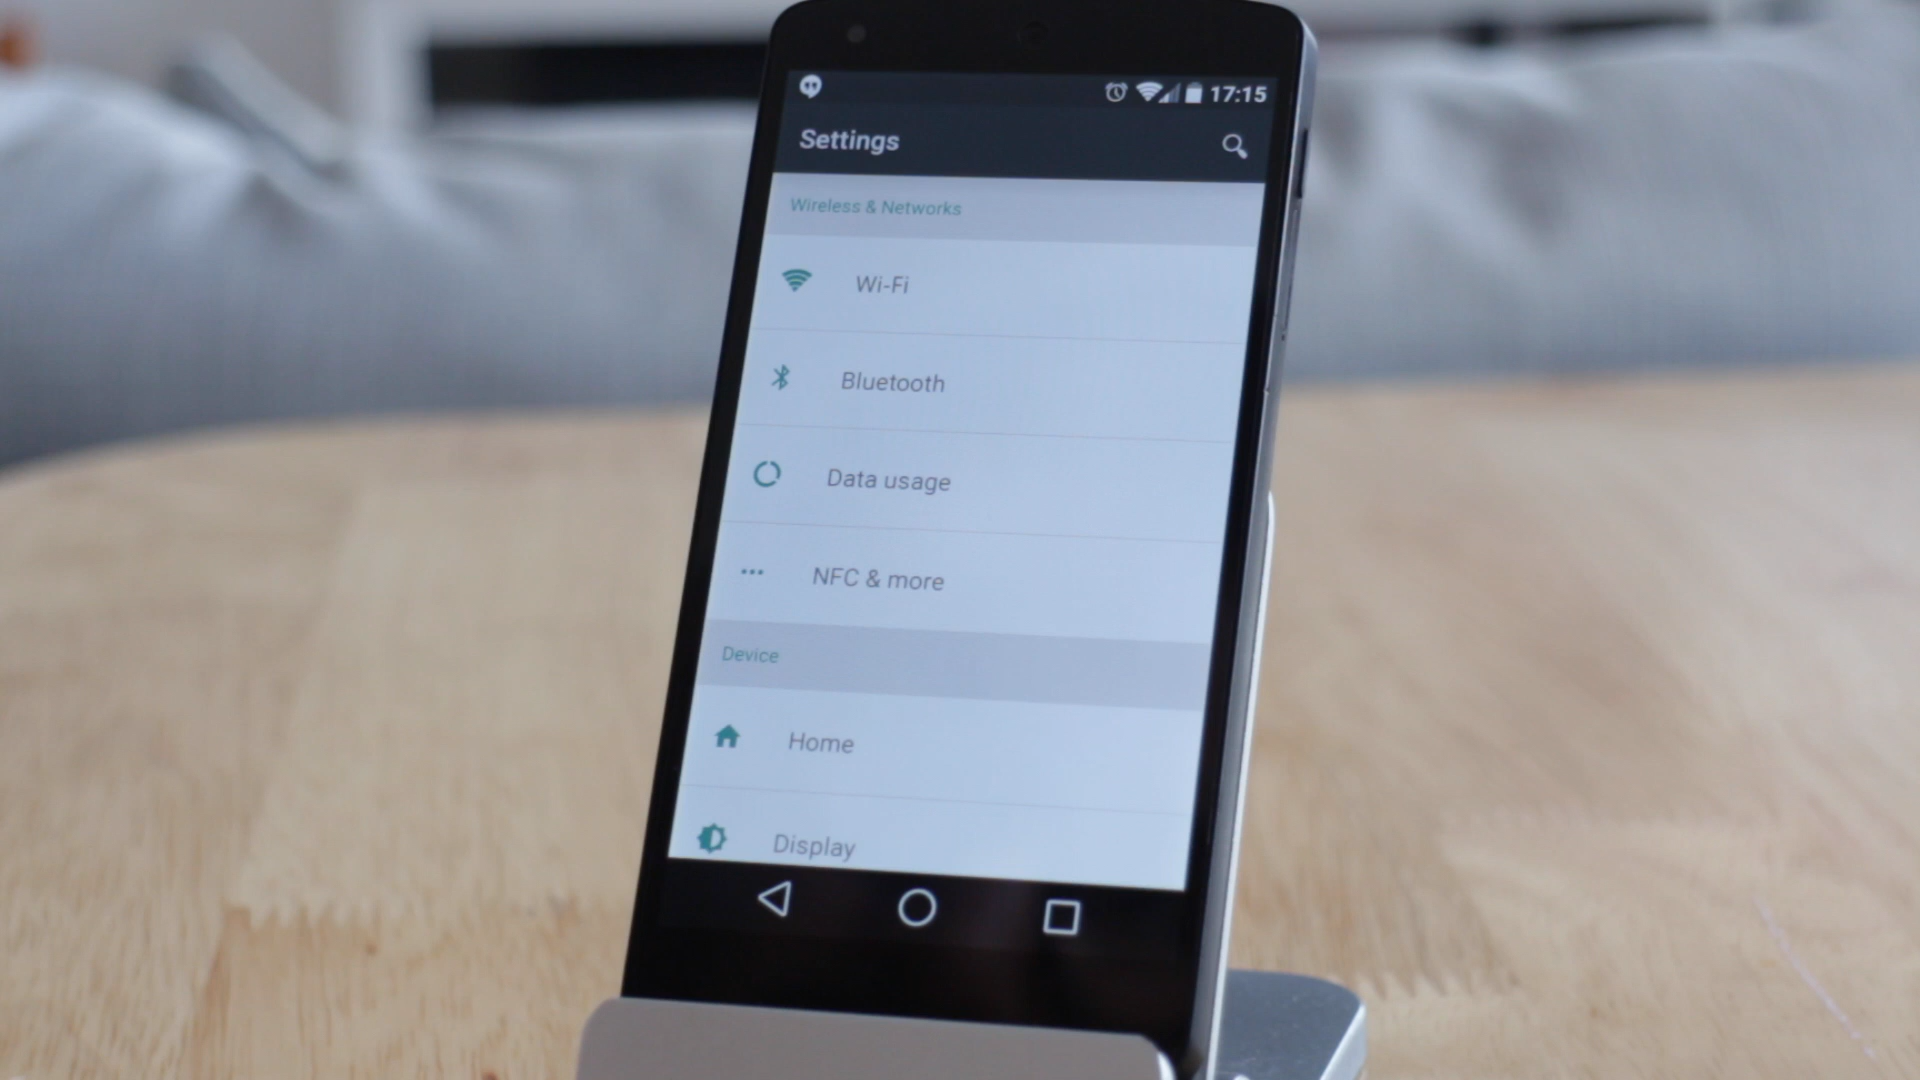 17:15
Settings
Wireless & Networks
Wi-Fi
Bluetooth
Data usage
NFC & more
Device
Home
Display